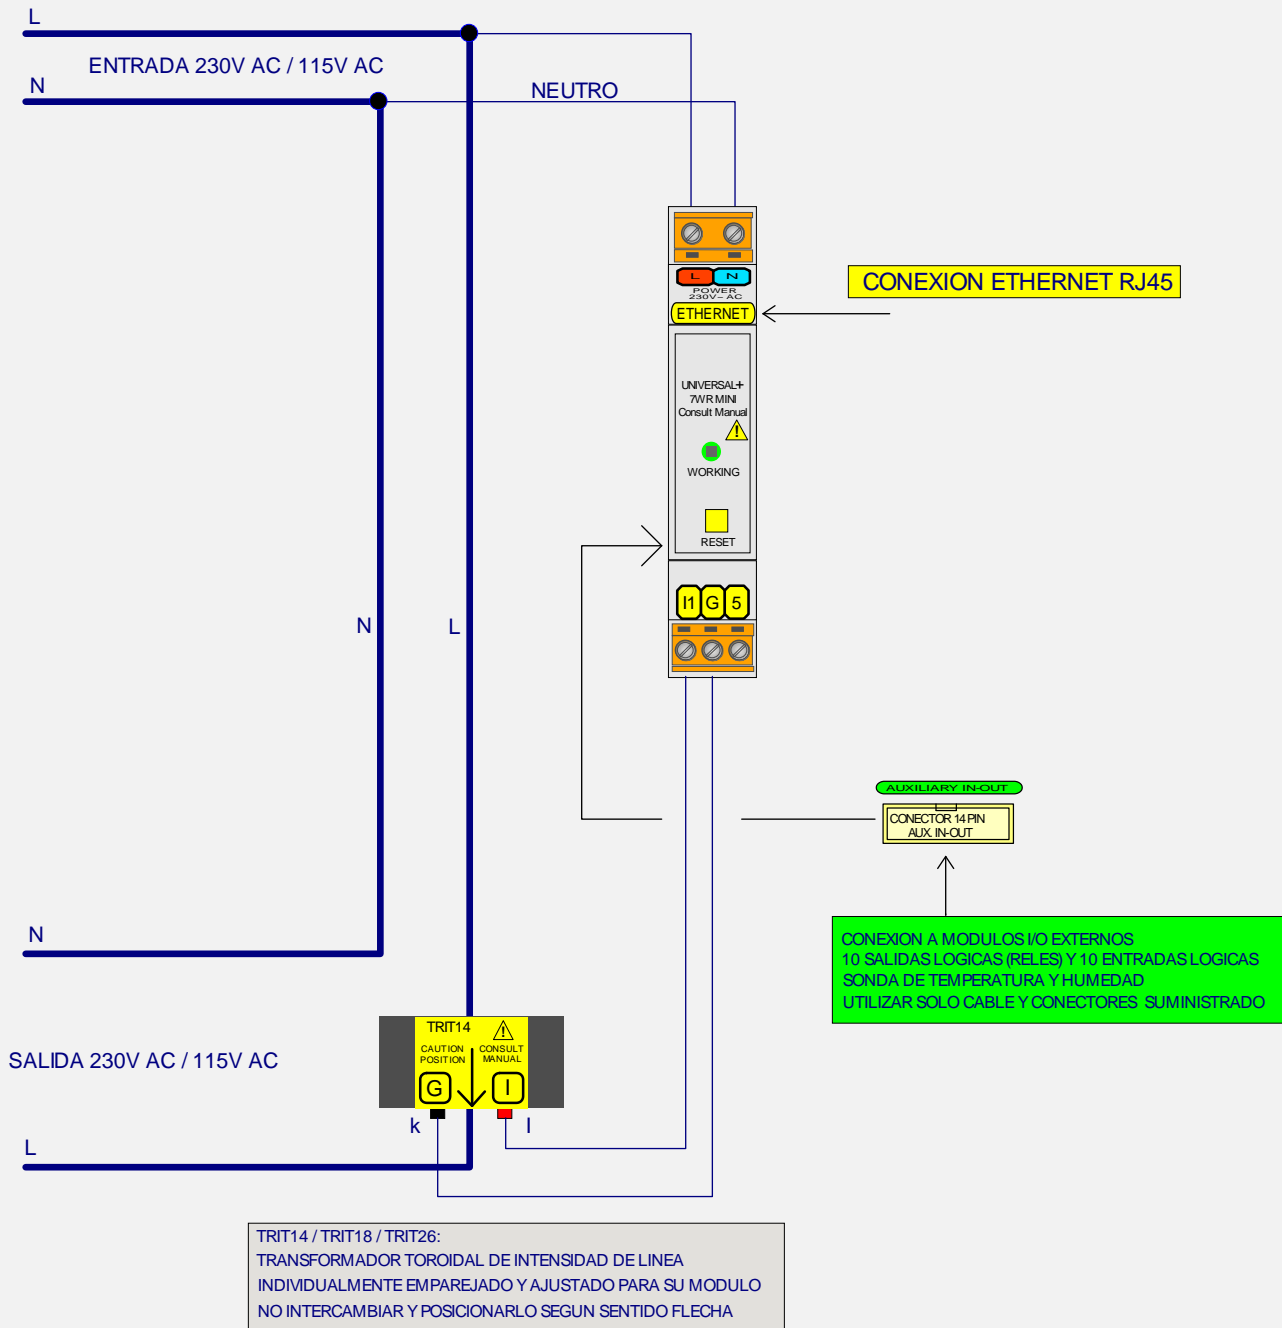 L
ENTRADA 230V AC / 115V AC
N
NEUTRO
L N
POWER
230V~ AC
ETHERNET
CONEXION ETHERNET RJ45
UNIVERSAL+
7WR MINI
Consult Manual
!
WORKING
RESET
I1 G 5
N
L
AUXILIARY IN-OUT
CONECTOR 14 PIN
AUX. IN-OUT
N
CONEXION A MODULOS I/O EXTERNOS
10 SALIDAS LOGICAS (RELES) Y 10 ENTRADAS LOGICAS
SONDA DE TEMPERATURA Y HUMEDAD
UTILIZAR SOLO CABLE Y CONECTORES SUMINISTRADO
SALIDA 230V AC / 115V AC
TRIT14
!
CAUTION
POSITION
CONSULT
MANUAL
G I
k l
L
TRIT14 / TRIT18 / TRIT26:
TRANSFORMADOR TOROIDAL DE INTENSIDAD DE LINEA
INDIVIDUALMENTE EMPAREJADO Y AJUSTADO PARA SU MODULO
NO INTERCAMBIAR Y POSICIONARLO SEGUN SENTIDO FLECHA